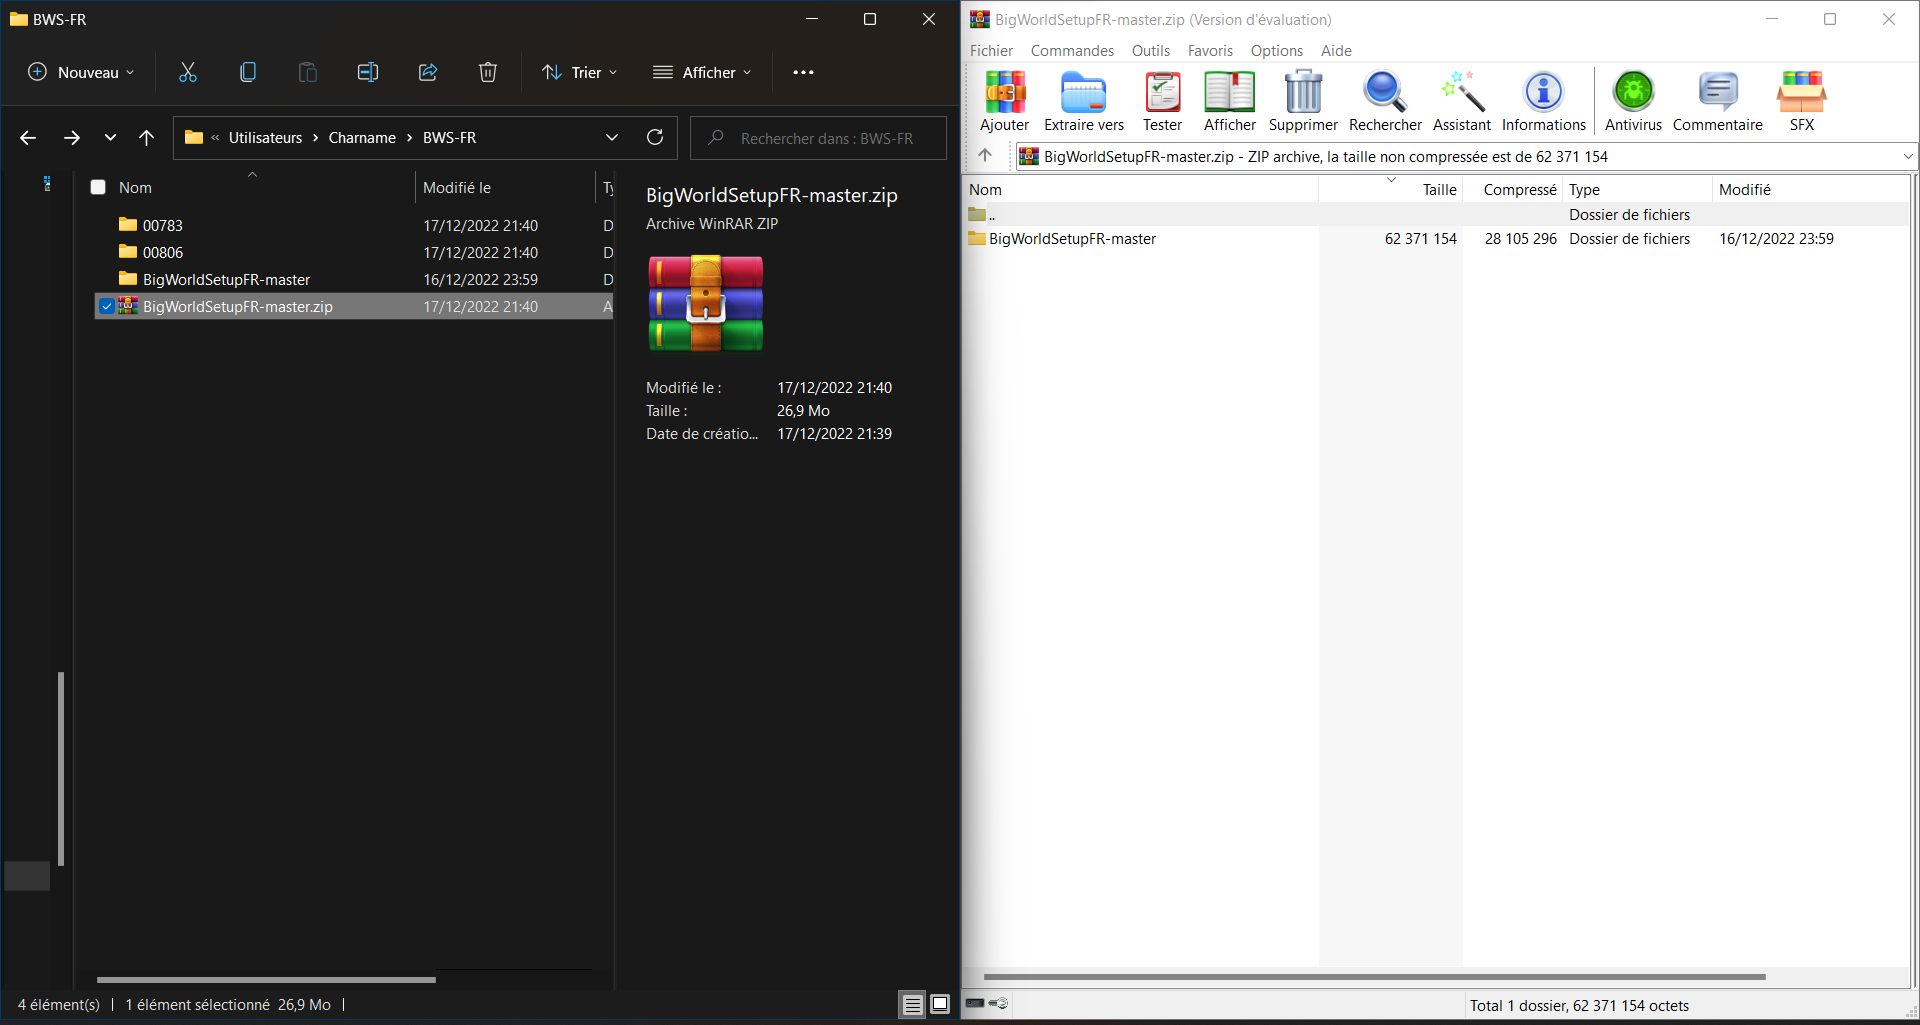 BWS-FR
Nouveau
Trier
Afficher
« Utilisateurs > Charname > BWS-FR
Rechercher dans : BWS-FR
Nom Modifié le Ty
00783 17/12/2022 21:40 D
00806 17/12/2022 21:40 D
BigWorldSetupFR-master 16/12/2022 23:59 D
BigWorldSetupFR-master.zip 17/12/2022 21:40 A
BigWorldSetupFR-master.zip
Archive WinRAR ZIP
Modifié le : 17/12/2022 21:40
Taille : 26,9 Mo
Date de créatio... 17/12/2022 21:39
4 élément(s) | 1 élément sélectionné 26,9 Mo |
BigWorldSetupFR-master.zip (Version d'évaluation)
Fichier Commandes Outils Favoris Options Aide
Ajouter Extraire vers Tester Afficher Supprimer Rechercher Assistant Informations Antivirus Commentaire SFX
BigWorldSetupFR-master.zip - ZIP archive, la taille non compressée est de 62 371 154
Nom Taille Compressé Type Modifié
.. Dossier de fichiers
BigWorldSetupFR-master 62 371 154 28 105 296 Dossier de fichiers 16/12/2022 23:59
Total 1 dossier, 62 371 154 octets